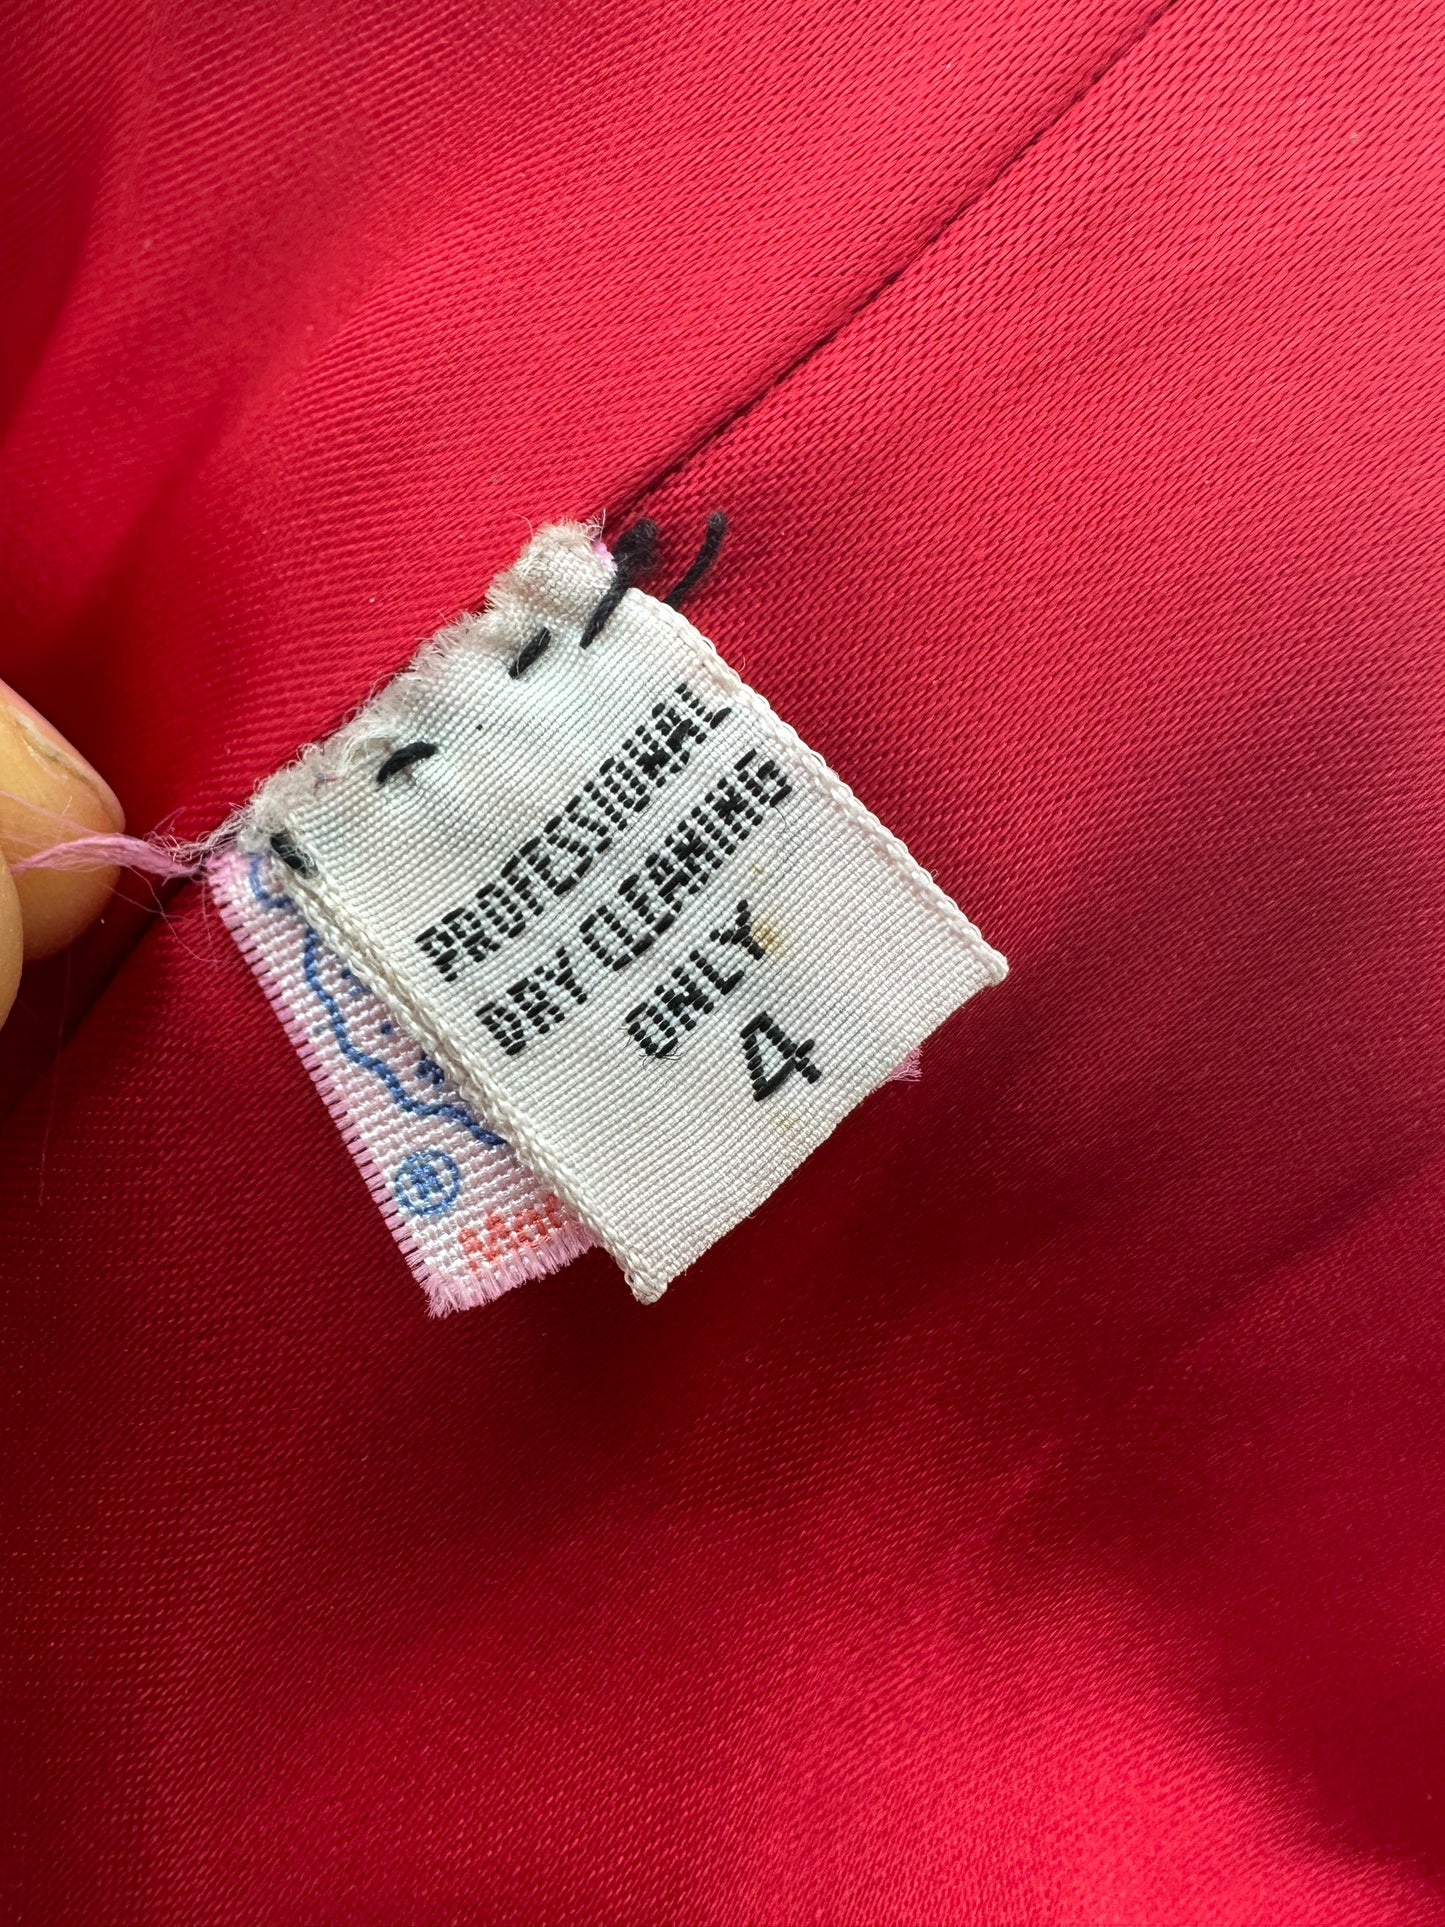 PROFESSIONAL
DRY CLEANING
ONLY
4
®